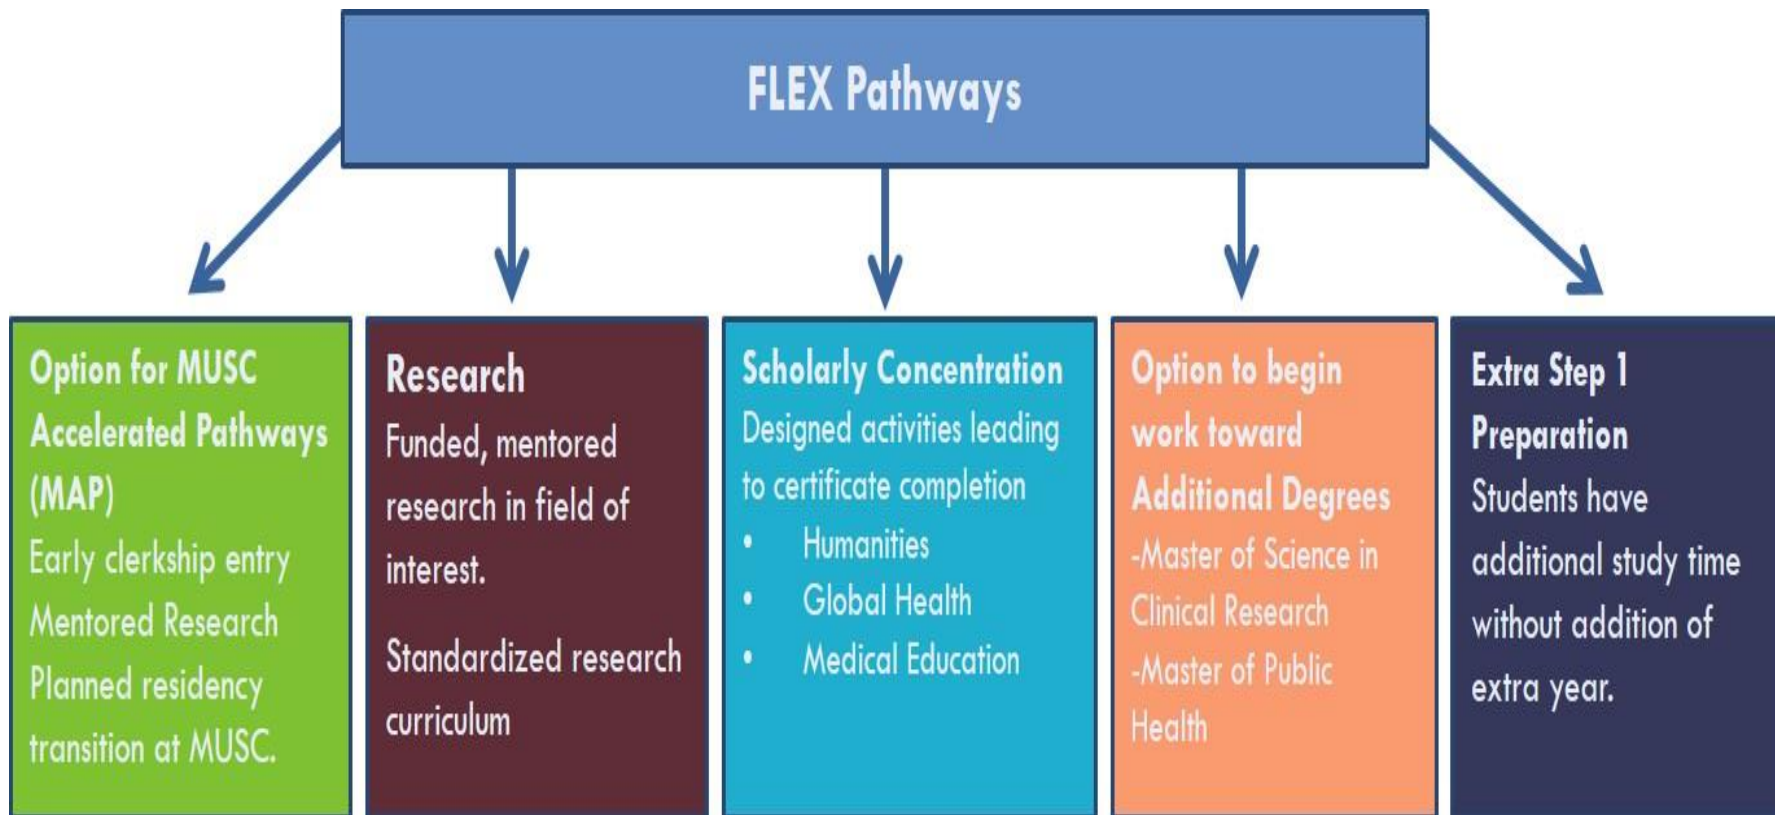 FLEX Pathways
Option for MUSC
Accelerated Pathways
(MAP)
Early clerkship entry
Mentored Research
Planned residency
transition at MUSC.
Research
Funded, mentored
research in field of
interest.
Standardized research
curriculum
Scholarly Concentration
Designed activities leading
to certificate completion
• Humanities
• Global Health
• Medical Education
Option to begin
work toward
Additional Degrees
-Master of Science in
Clinical Research
-Master of Public
Health
Extra Step 1
Preparation
Students have
additional study time
without addition of
extra year.